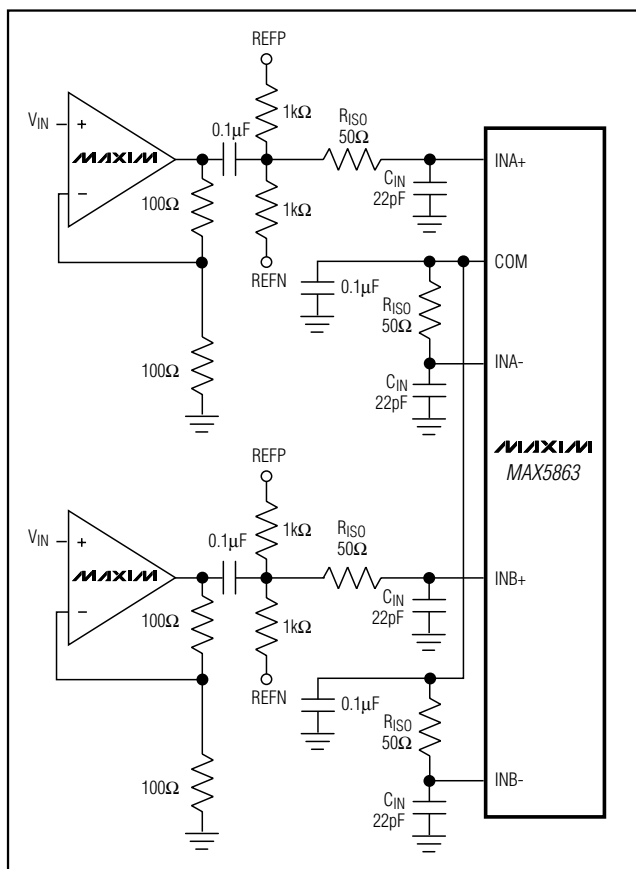 REFP
V_IN
+
−
MAXIM
0.1µF
1kΩ
R_ISO
50Ω
INA+
C_IN
22pF
100Ω
1kΩ
REFN
COM
0.1µF
R_ISO
50Ω
100Ω
INA-
C_IN
22pF
MAXIM
MAX5863
REFP
V_IN
+
−
MAXIM
0.1µF
1kΩ
R_ISO
50Ω
INB+
C_IN
22pF
100Ω
1kΩ
REFN
0.1µF
R_ISO
50Ω
100Ω
INB-
C_IN
22pF